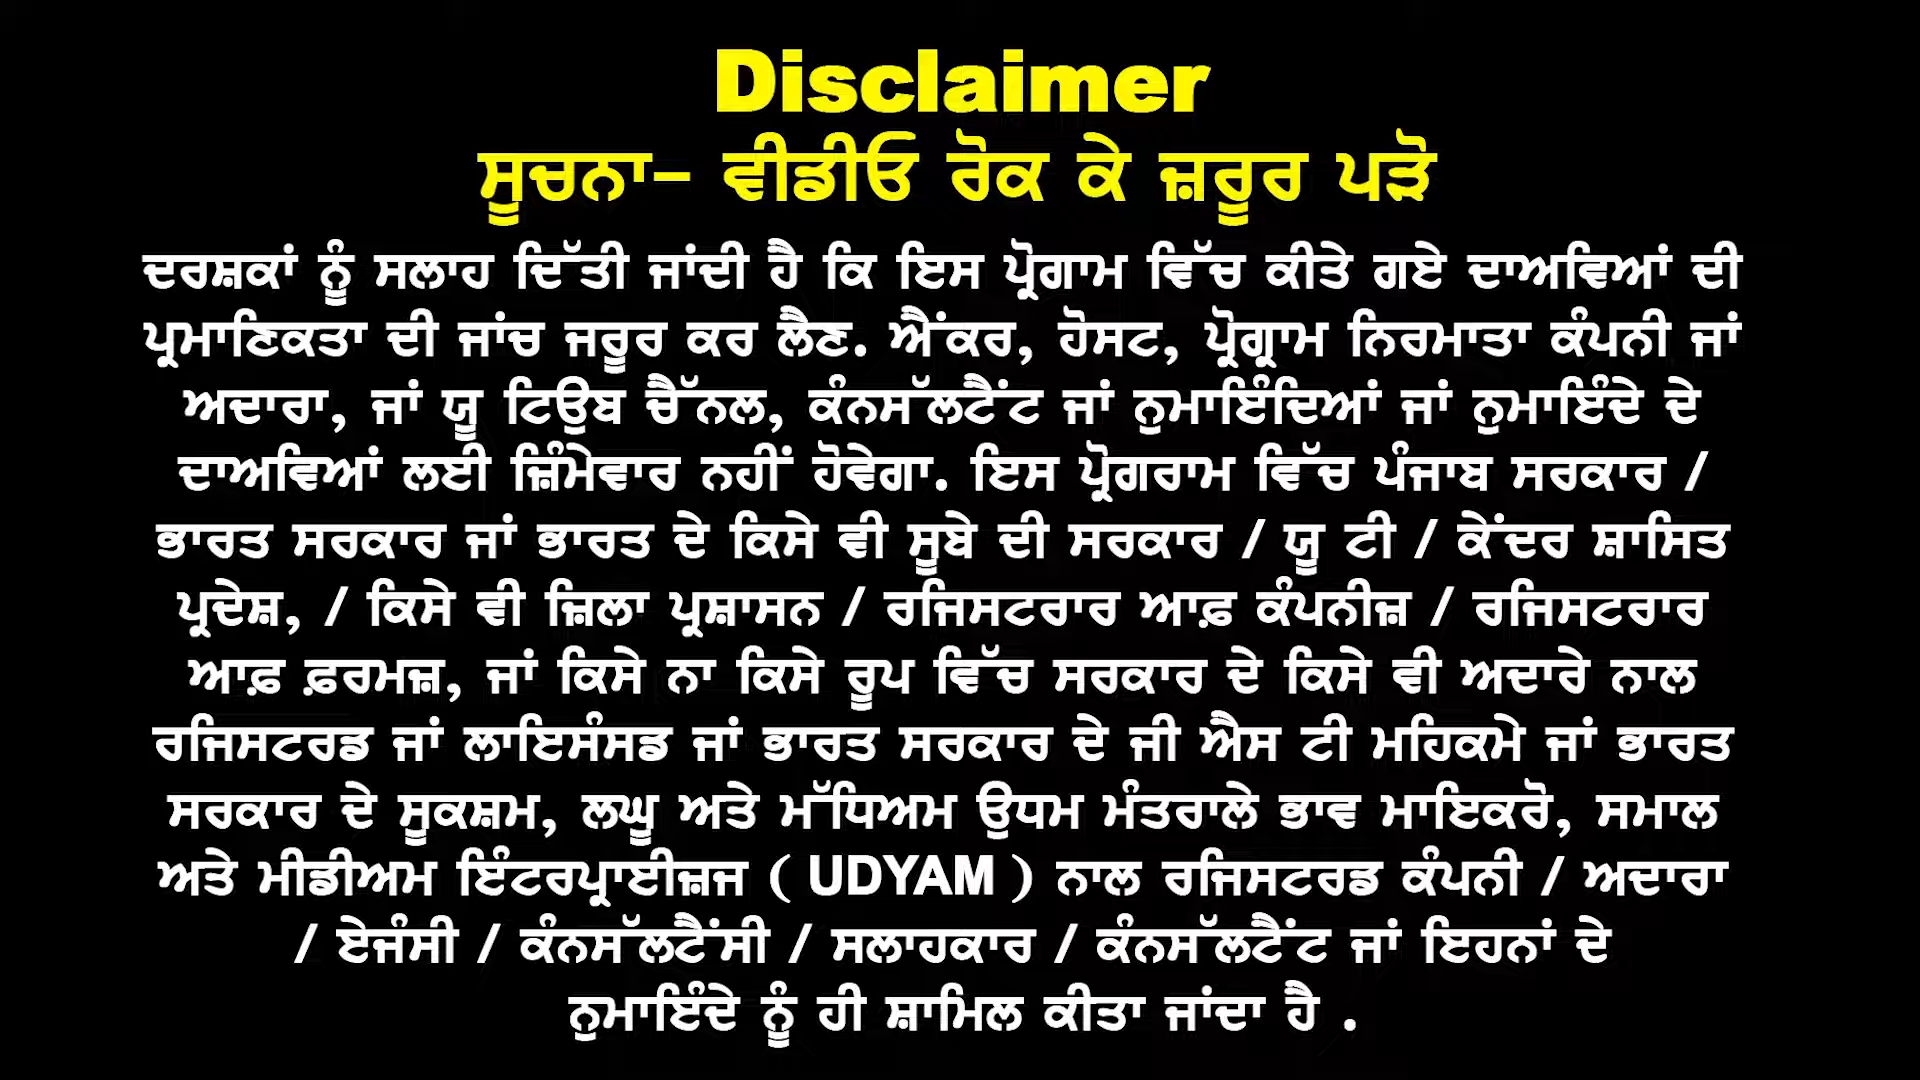 Disclaimer
ਸੂਚਨਾ- ਵੀਡੀਓ ਰੋਕ ਕੇ ਜ਼ਰੂਰ ਪੜੋ
ਦਰਸ਼ਕਾਂ ਨੂੰ ਸਲਾਹ ਦਿੱਤੀ ਜਾਂਦੀ ਹੈ ਕਿ ਇਸ ਪ੍ਰੋਗਾਮ ਵਿੱਚ ਕੀਤੇ ਗਏ ਦਾਅਵਿਆਂ ਦੀ
ਪ੍ਰਮਾਣਿਕਤਾ ਦੀ ਜਾਂਚ ਜਰੂਰ ਕਰ ਲੈਣ. ਐਂਕਰ, ਹੋਸਟ, ਪ੍ਰੋਗ੍ਰਾਮ ਨਿਰਮਾਤਾ ਕੰਪਨੀ ਜਾਂ
ਅਦਾਰਾ, ਜਾਂ ਯੂ ਟਿਊਬ ਚੈੱਨਲ, ਕੰਨਸੱਲਟੈਂਟ ਜਾਂ ਨੁਮਾਇੰਦਿਆਂ ਜਾਂ ਨੁਮਾਇੰਦੇ ਦੇ
ਦਾਅਵਿਆਂ ਲਈ ਜ਼ਿੰਮੇਵਾਰ ਨਹੀਂ ਹੋਵੇਗਾ. ਇਸ ਪ੍ਰੋਗਰਾਮ ਵਿੱਚ ਪੰਜਾਬ ਸਰਕਾਰ /
ਭਾਰਤ ਸਰਕਾਰ ਜਾਂ ਭਾਰਤ ਦੇ ਕਿਸੇ ਵੀ ਸੂਬੇ ਦੀ ਸਰਕਾਰ / ਯੂ ਟੀ / ਕੇਂਦਰ ਸ਼ਾਸਿਤ
ਪ੍ਰਦੇਸ਼, / ਕਿਸੇ ਵੀ ਜ਼ਿਲਾ ਪ੍ਰਸ਼ਾਸਨ / ਰਜਿਸਟਰਾਰ ਆਫ਼ ਕੰਪਨੀਜ਼ / ਰਜਿਸਟਰਾਰ
ਆਫ਼ ਫ਼ਰਮਜ਼, ਜਾਂ ਕਿਸੇ ਨਾ ਕਿਸੇ ਰੂਪ ਵਿੱਚ ਸਰਕਾਰ ਦੇ ਕਿਸੇ ਵੀ ਅਦਾਰੇ ਨਾਲ
ਰਜਿਸਟਰਡ ਜਾਂ ਲਾਇਸੰਸਡ ਜਾਂ ਭਾਰਤ ਸਰਕਾਰ ਦੇ ਜੀ ਐਸ ਟੀ ਮਹਿਕਮੇ ਜਾਂ ਭਾਰਤ
ਸਰਕਾਰ ਦੇ ਸੂਕਸ਼ਮ, ਲਘੂ ਅਤੇ ਮੱਧਿਅਮ ਉਧਮ ਮੰਤਰਾਲੇ ਭਾਵ ਮਾਇਕਰੋ, ਸਮਾਲ
ਅਤੇ ਮੀਡੀਅਮ ਇੰਟਰਪ੍ਰਾਈਜ਼ਜ ( UDYAM ) ਨਾਲ ਰਜਿਸਟਰਡ ਕੰਪਨੀ / ਅਦਾਰਾ
/ ਏਜੰਸੀ / ਕੰਨਸੱਲਟੈਂਸੀ / ਸਲਾਹਕਾਰ / ਕੰਨਸੱਲਟੈਂਟ ਜਾਂ ਇਹਨਾਂ ਦੇ
ਨੁਮਾਇੰਦੇ ਨੂੰ ਹੀ ਸ਼ਾਮਿਲ ਕੀਤਾ ਜਾਂਦਾ ਹੈ .